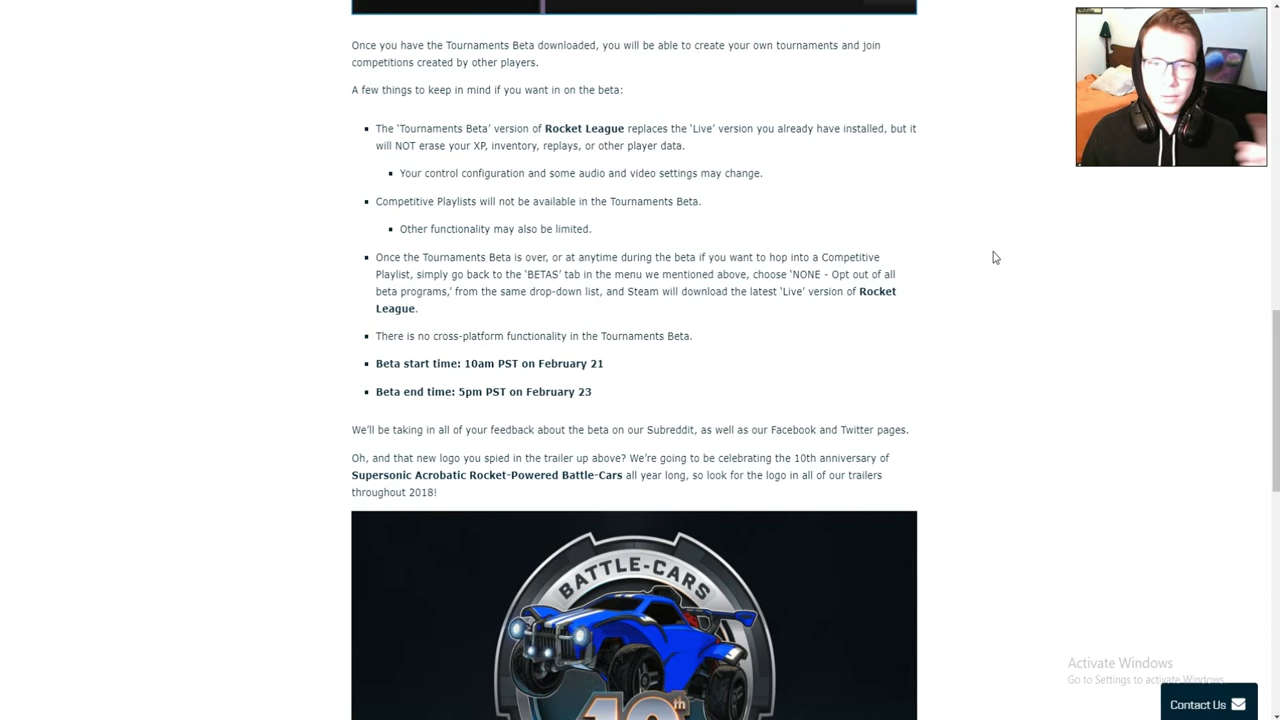 Once you have the Tournaments Beta downloaded, you will be able to create your own tournaments and join
competitions created by other players.
A few things to keep in mind if you want in on the beta:
The ‘Tournaments Beta’ version of Rocket League replaces the ‘Live’ version you already have installed, but it
will NOT erase your XP, inventory, replays, or other player data.
Your control configuration and some audio and video settings may change.
Competitive Playlists will not be available in the Tournaments Beta.
Other functionality may also be limited.
Once the Tournaments Beta is over, or at anytime during the beta if you want to hop into a Competitive
Playlist, simply go back to the ‘BETAS’ tab in the menu we mentioned above, choose ‘NONE - Opt out of all
beta programs,’ from the same drop-down list, and Steam will download the latest ‘Live’ version of Rocket
League.
There is no cross-platform functionality in the Tournaments Beta.
Beta start time: 10am PST on February 21
Beta end time: 5pm PST on February 23
We’ll be taking in all of your feedback about the beta on our Subreddit, as well as our Facebook and Twitter pages.
Oh, and that new logo you spied in the trailer up above? We’re going to be celebrating the 10th anniversary of
Supersonic Acrobatic Rocket-Powered Battle-Cars all year long, so look for the logo in all of our trailers
throughout 2018!
BATTLE-CARS
10th
Activate Windows
Go to Settings to activate Windows.
Contact Us